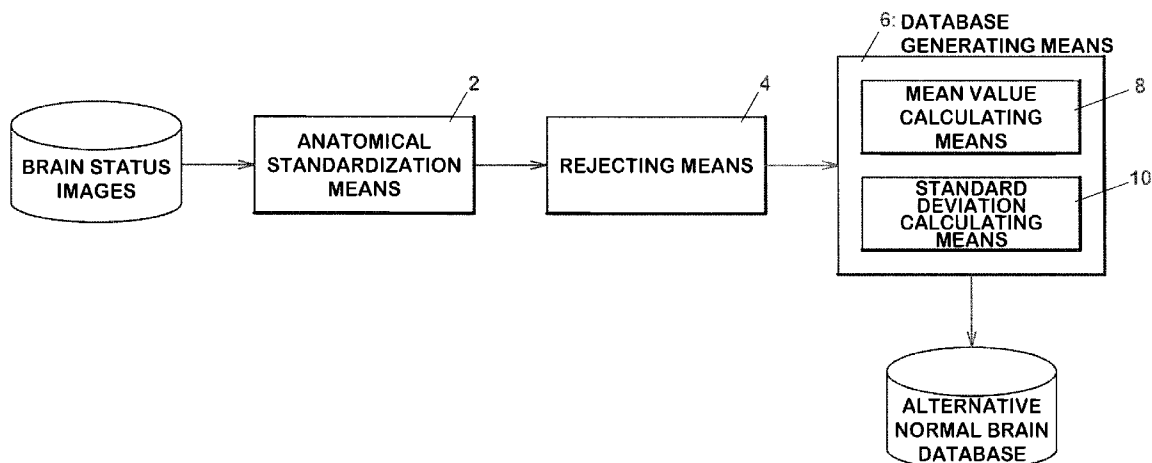 6: DATABASE
GENERATING MEANS
2
4
8
MEAN VALUE
CALCULATING
MEANS
BRAIN STATUS
IMAGES
ANATOMICAL
STANDARDIZATION
MEANS
REJECTING MEANS
10
STANDARD
DEVIATION
CALCULATING
MEANS
ALTERNATIVE
NORMAL BRAIN
DATABASE